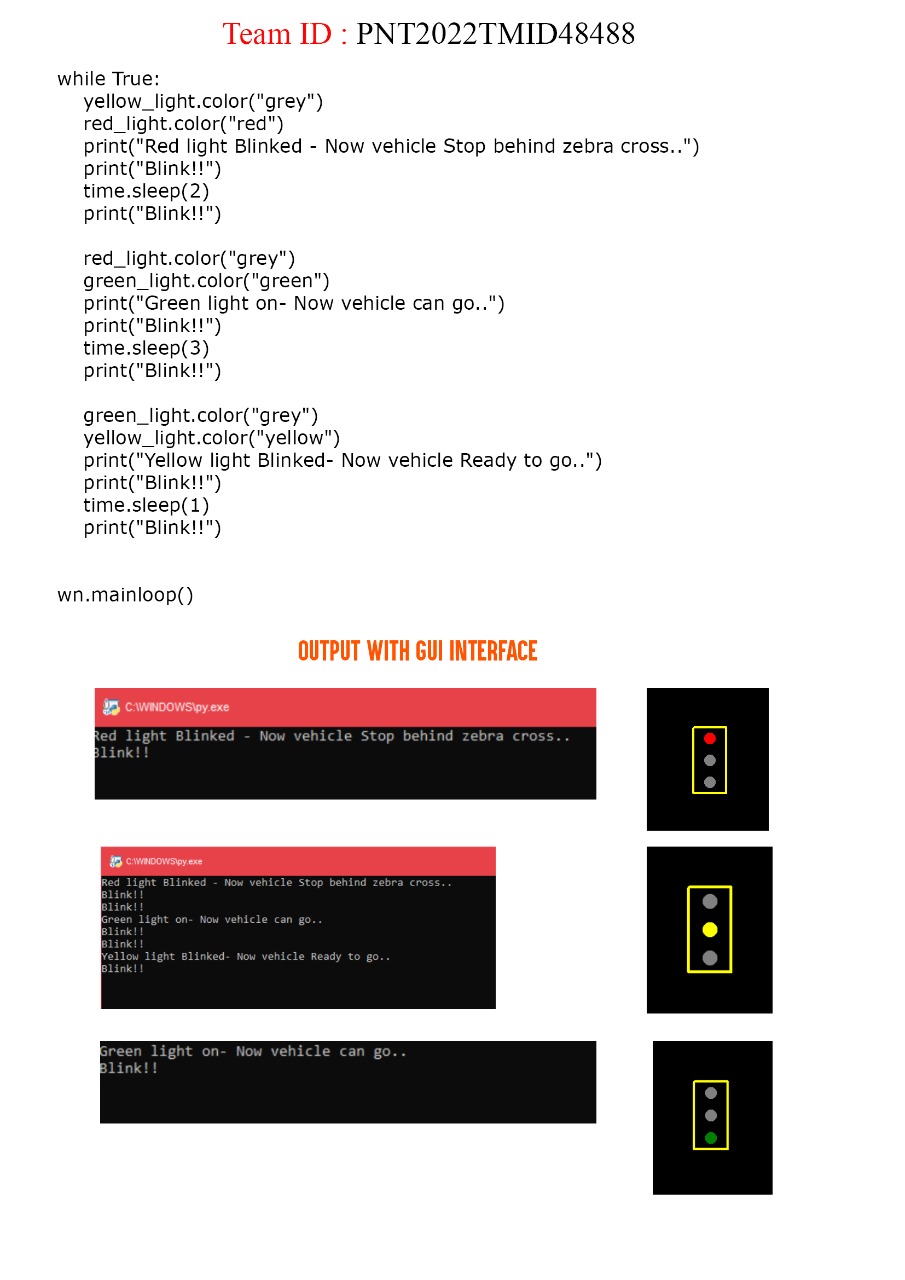 Team ID : PNT2022TMID48488
while True:
yellow_light.color("grey")
red_light.color("red")
print("Red light Blinked - Now vehicle Stop behind zebra cross..")
print("Blink!!")
time.sleep(2)
print("Blink!!")
red_light.color("grey")
green_light.color("green")
print("Green light on- Now vehicle can go..")
print("Blink!!")
time.sleep(3)
print("Blink!!")
green_light.color("grey")
yellow_light.color("yellow")
print("Yellow light Blinked- Now vehicle Ready to go..")
print("Blink!!")
time.sleep(1)
print("Blink!!")
wn.mainloop()
OUTPUT WITH GUI INTERFACE
C:\WINDOWS\py.exe
Red light Blinked - Now vehicle Stop behind zebra cross..
Blink!!
C:\WINDOWS\py.exe
Red light Blinked - Now vehicle Stop behind zebra cross..
Blink!!
Blink!!
Green light on- Now vehicle can go..
Blink!!
Blink!!
Yellow light Blinked- Now vehicle Ready to go..
Blink!!
Green light on- Now vehicle can go..
Blink!!